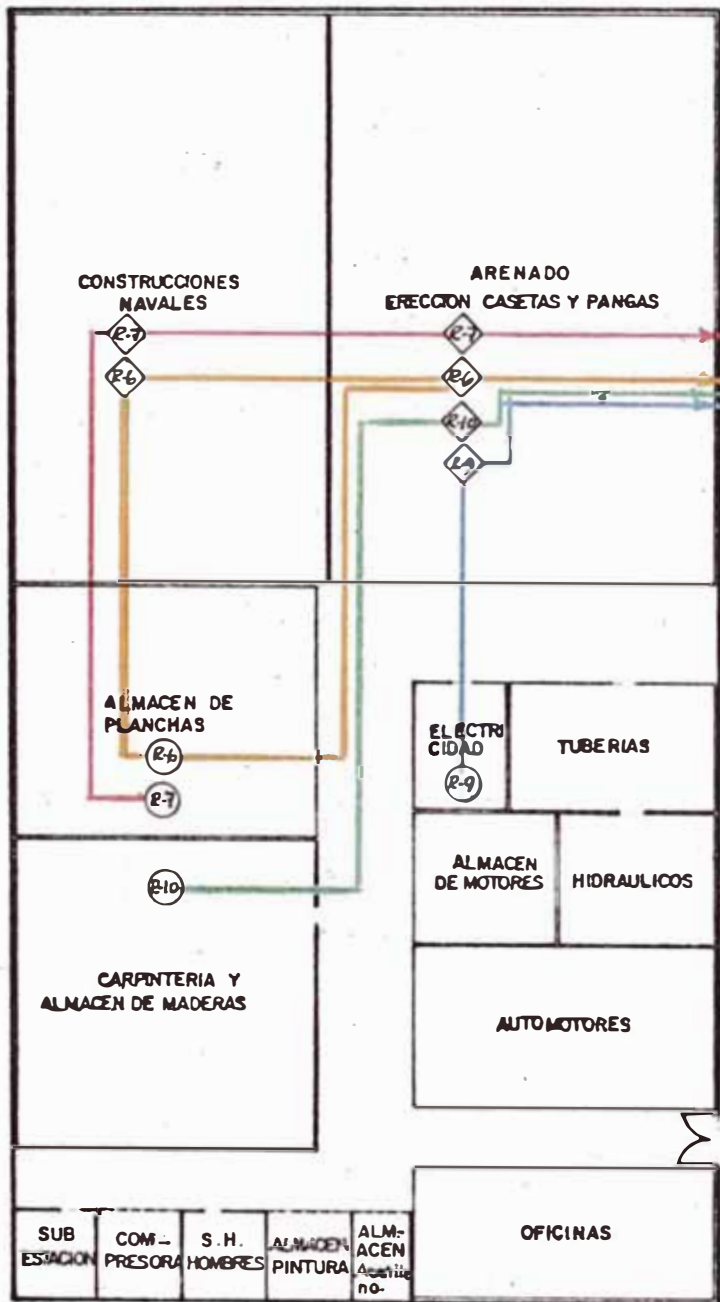 CONSTRUCCIONES
NAVALES
ARENADO
ERECCION CASETAS Y PANGAS
R-7
R-7
R-6
R-6
R-10
R-9
ALMACEN DE
PLANCHAS
R-6
R-7
ELECTRI
CIDAD
R-9
TUBERIAS
ALMACEN
DE MOTORES
HIDRAULICOS
R-10
CARPINTERIA Y
ALMACEN DE MADERAS
AUTOMOTORES
SUB
ESTACION
COM-
PRESORA
S.H.
HOMBRES
ALMACEN
PINTURA
ALM-
ACEN
no.
OFICINAS